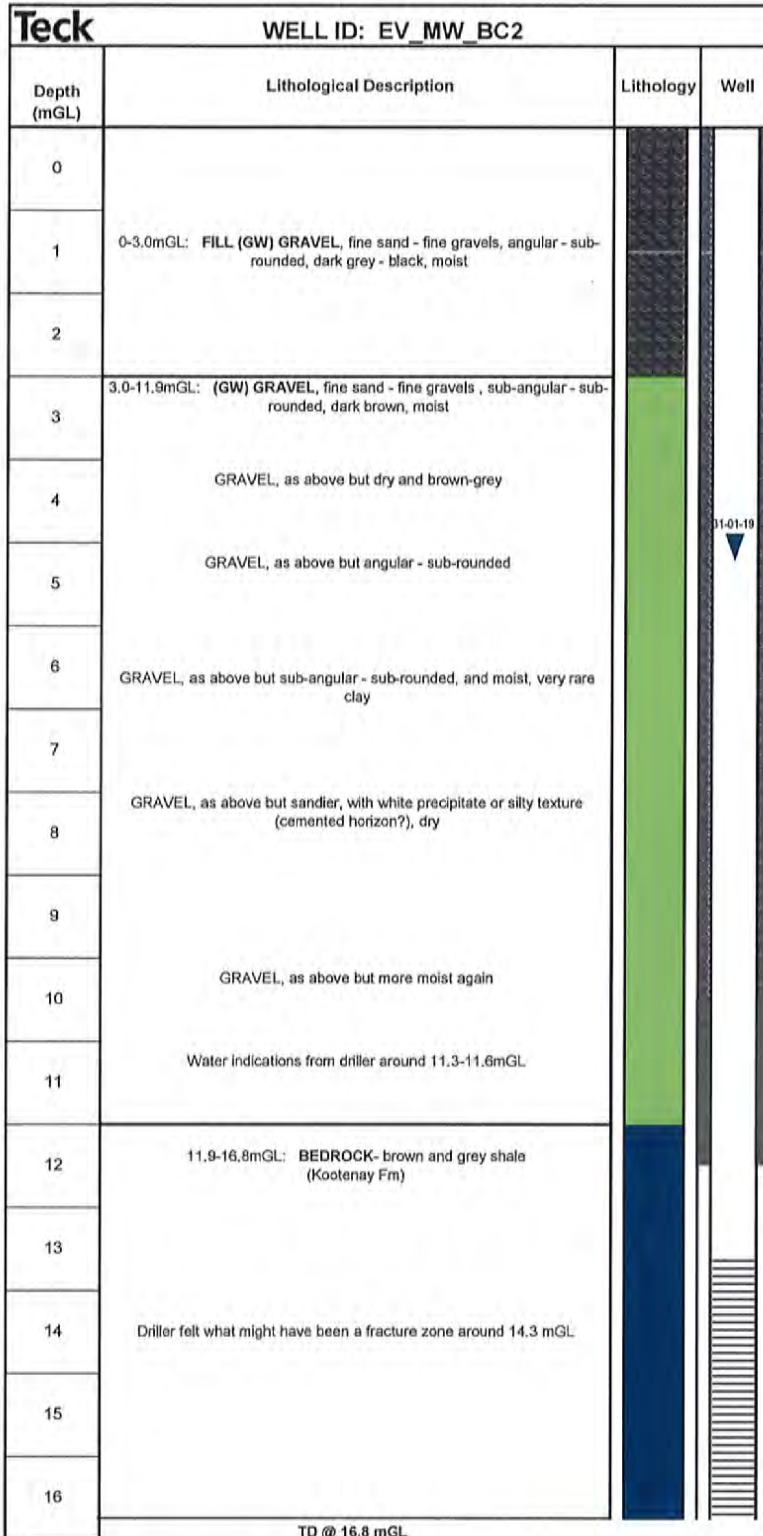 Teck
WELL ID: EV_MW_BC2
Depth
(mGL)
Lithological Description
Lithology
Well
0
1
0-3.0mGL: FILL (GW) GRAVEL, fine sand - fine gravels, angular - sub-
rounded, dark grey - black, moist
2
3.0-11.9mGL: (GW) GRAVEL, fine sand - fine gravels , sub-angular - sub-
rounded, dark brown, moist
3
GRAVEL, as above but dry and brown-grey
4
31-01-19
GRAVEL, as above but angular - sub-rounded
5
6
GRAVEL, as above but sub-angular - sub-rounded, and moist, very rare
clay
7
GRAVEL, as above but sandier, with white precipitate or silty texture
(cemented horizon?), dry
8
9
GRAVEL, as above but more moist again
10
Water indications from driller around 11.3-11.6mGL
11
11.9-16.8mGL: BEDROCK- brown and grey shale
(Kootenay Fm)
12
13
14
Driller felt what might have been a fracture zone around 14.3 mGL
15
16
TD @ 16.8 mGL